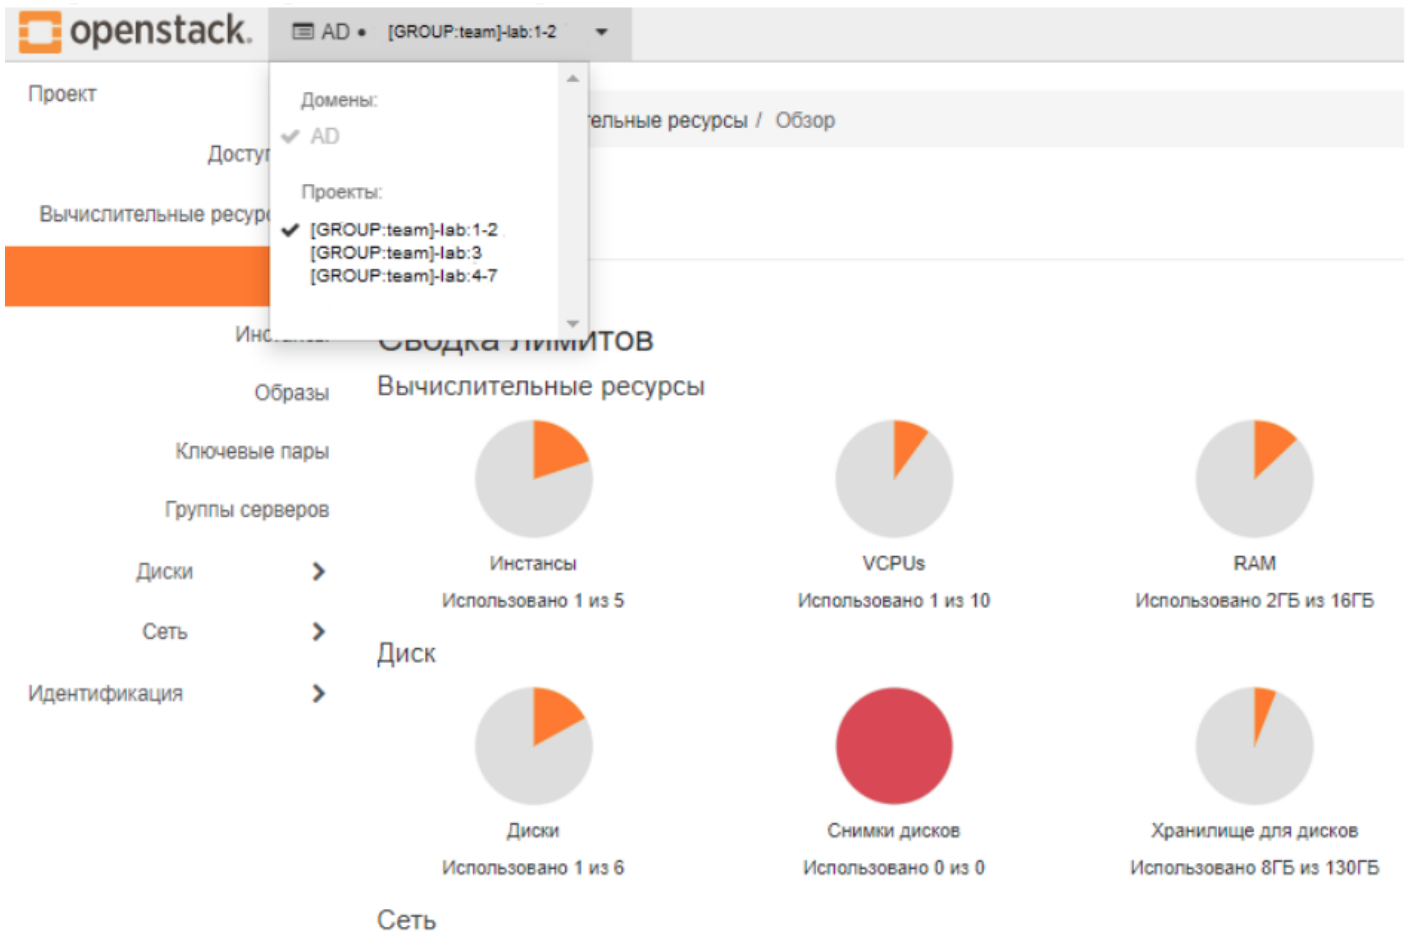 openstack.
AD • [GROUP:team]-lab:1-2
Проект
Домены:
AD
Проекты:
[GROUP:team]-lab:1-2
[GROUP:team]-lab:3
[GROUP:team]-lab:4-7
ресурсы / Обзор
Вычислительные
Образы
Ключевые пары
Группы серверов
Диски
Сеть
Идентификация
Сводка лимитов
Вычислительные ресурсы
Инстансы
Использовано 1 из 5
VCPUs
Использовано 1 из 10
RAM
Использовано 2ГБ из 16ГБ
Диск
Диски
Использовано 1 из 6
Снимки дисков
Использовано 0 из 0
Хранилище для дисков
Использовано 8ГБ из 130ГБ
Сеть